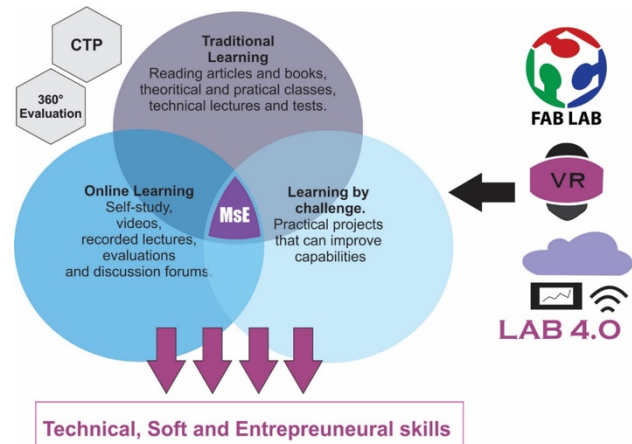 CTP
360°
Evaluation
Traditional
Learning
Reading articles and books,
theoritical and pratical classes,
technical lectures and tests.
Online Learning
Self-study,
videos,
recorded lectures,
evaluations
and discussion forums.
MsE
Learning by
challenge.
Practical projects
that can improve
capabilities
FAB LAB
VR
LAB 4.0
Technical, Soft and Entrepreuneural skills